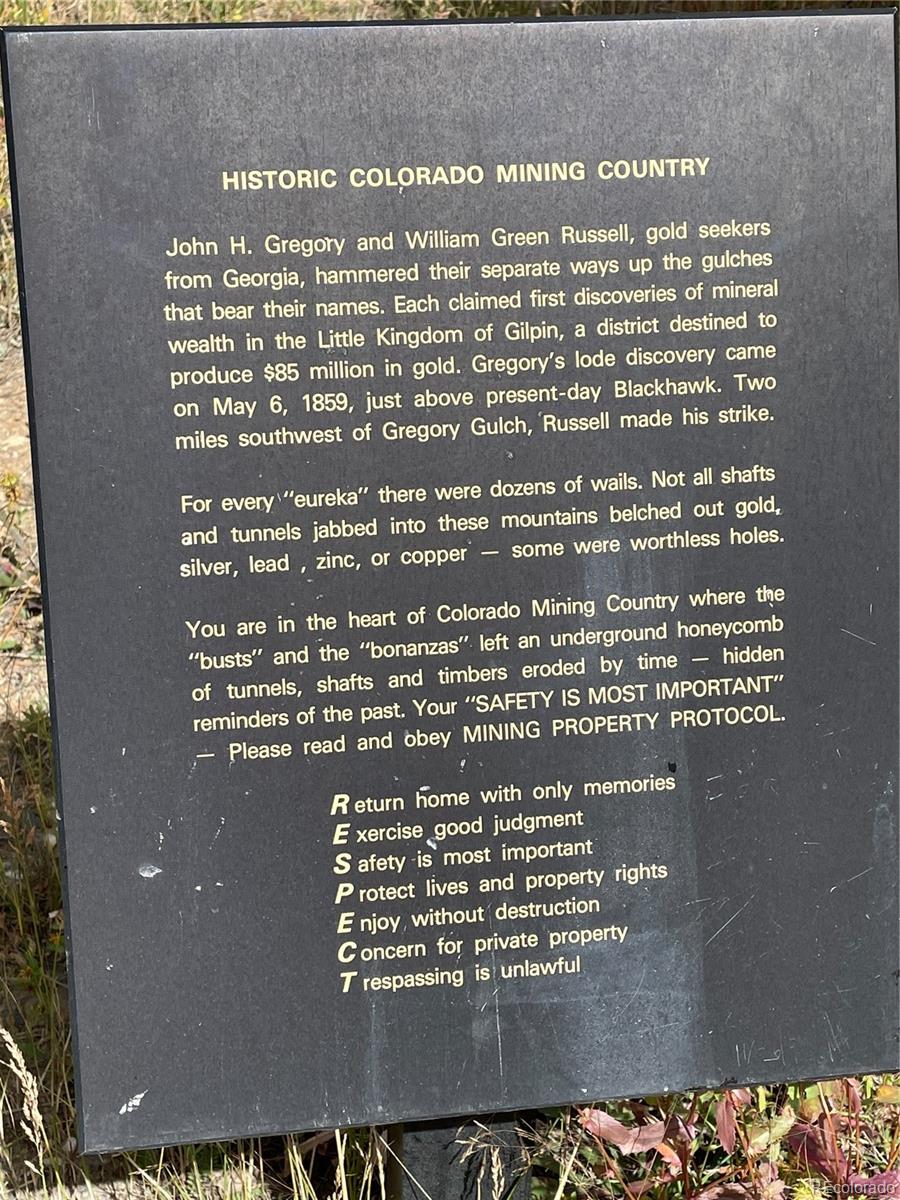 HISTORIC COLORADO MINING COUNTRY
John H. Gregory and William Green Russell, gold seekers
from Georgia, hammered their separate ways up the gulches
that bear their names. Each claimed first discoveries of mineral
wealth in the Little Kingdom of Gilpin, a district destined to
produce $85 million in gold. Gregory's lode discovery came
on May 6, 1859, just above present-day Blackhawk. Two
miles southwest of Gregory Gulch, Russell made his strike.
For every "eureka" there were dozens of wails. Not all shafts
and tunnels jabbed into these mountains belched out gold,
silver, lead , zinc, or copper — some were worthless holes.
You are in the heart of Colorado Mining Country where the
"busts" and the "bonanzas" left an underground honeycomb
of tunnels, shafts and timbers eroded by time — hidden
reminders of the past. Your "SAFETY IS MOST IMPORTANT"
— Please read and obey MINING PROPERTY PROTOCOL.
Return home with only memories
Exercise good judgment
Safety is most important
Protect lives and property rights
Enjoy without destruction
Concern for private property
Trespassing is unlawful
REcolorado